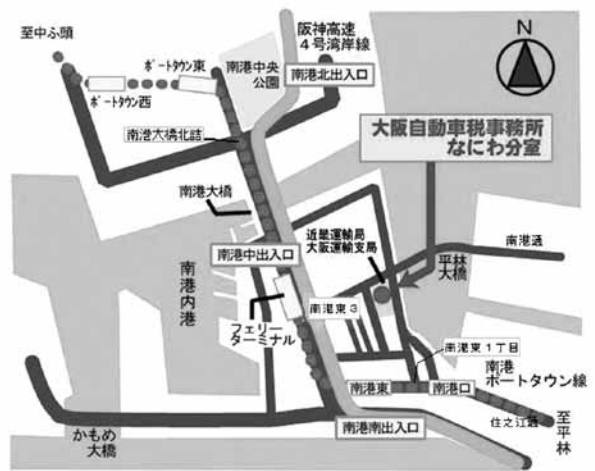 至中ふ頭
ポートタウン東
ポートタウン西
南港中央
公園
阪神高速
4号湾岸線
南港北出入口
N
大阪自動車税事務所
なにわ分室
南港大橋北詰
南港大橋
南港中出入口
近畿運輸局
大阪運輸支局
平林
大橋
南港通
南港内港
フェリー
ターミナル
南港東3
南港東1丁目
南港
ポートタウン線
南港東
南港口
南港南出入口
かもめ
大橋
住之江通
至平林